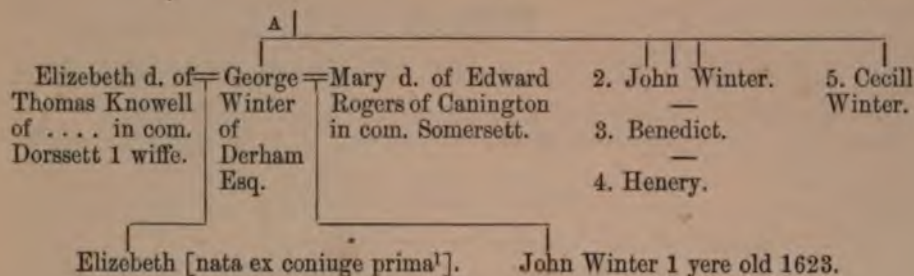 A
Elizebeth d. of = George = Mary d. of Edward 2. John Winter. 5. Cecill
Thomas Knowell Winter Rogers of Canington Winter.
of .... in com. of in com. Somersett. 3. Benedict.
Dorssett 1 wiffe. Derham
Esq. 4. Henery.
Elizebeth [nata ex coniuge prima¹]. John Winter 1 yere old 1623.